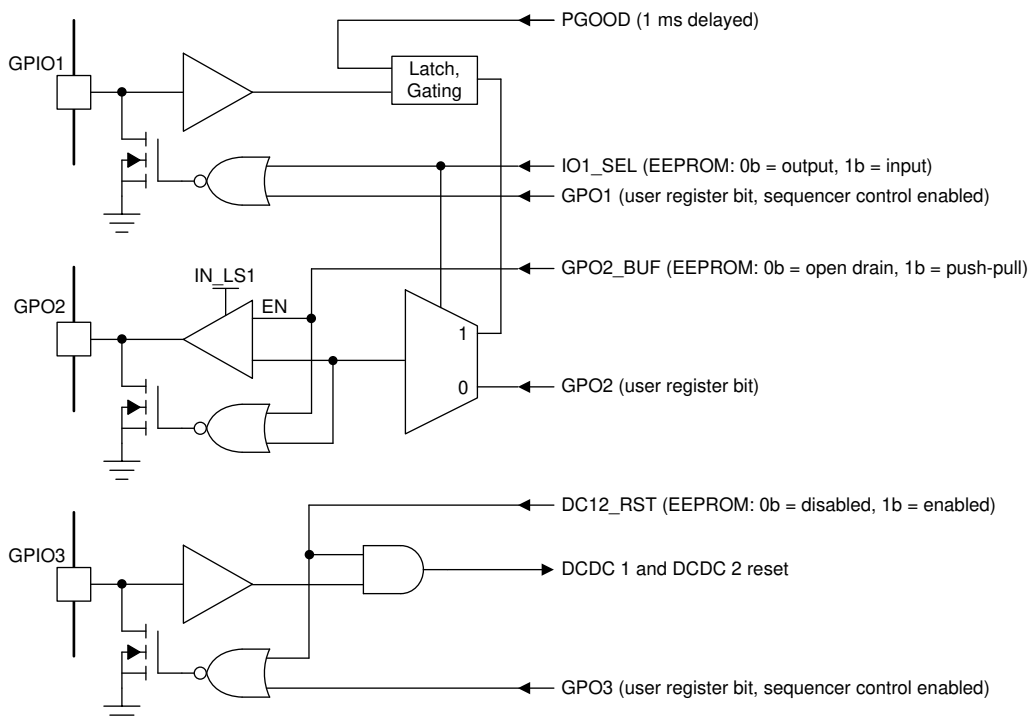 PGOOD (1 ms delayed)
GPIO1
Latch,
Gating
IO1_SEL (EEPROM: 0b = output, 1b = input)
GPO1 (user register bit, sequencer control enabled)
GPO2_BUF (EEPROM: 0b = open drain, 1b = push-pull)
IN_LS1
EN
GPO2
1
0
GPO2 (user register bit)
DC12_RST (EEPROM: 0b = disabled, 1b = enabled)
GPIO3
DCDC 1 and DCDC 2 reset
GPO3 (user register bit, sequencer control enabled)